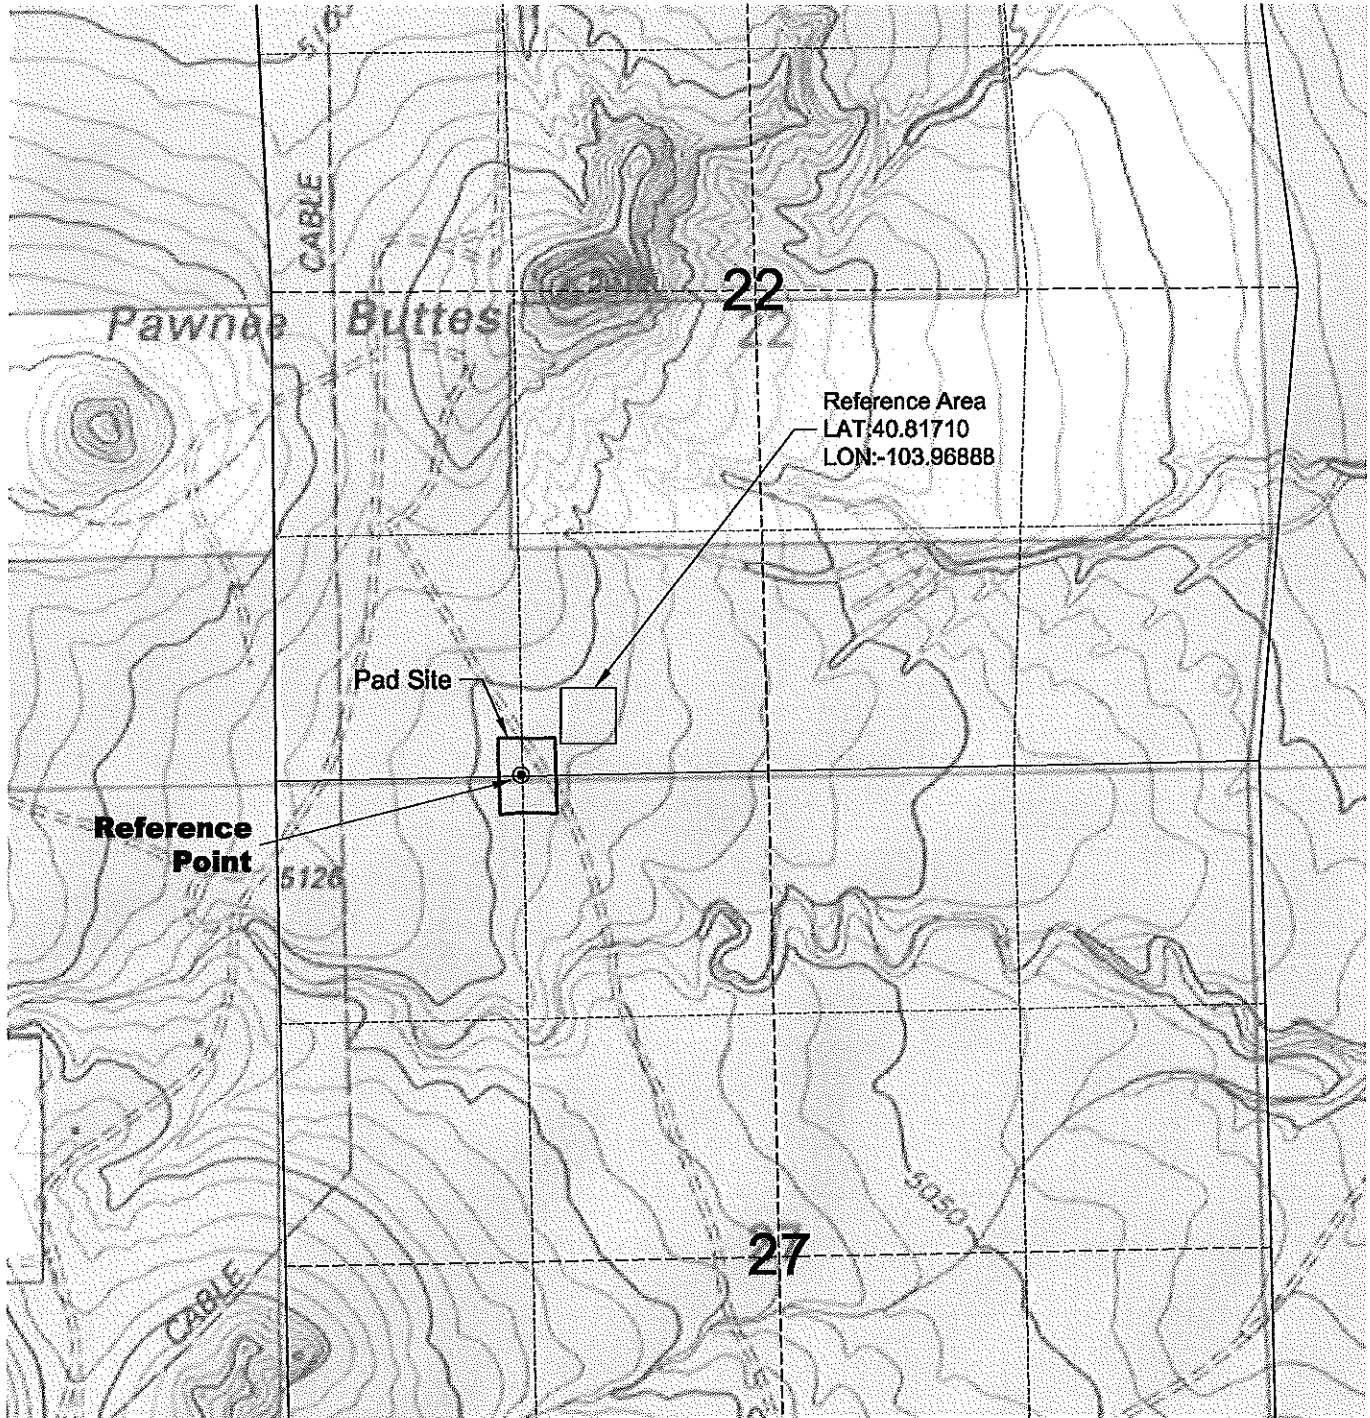 510
CABLE
22
Pawnee Buttes
22
Reference Area
LAT:40.81710
LON:-103.96888
Pad Site
Reference
Point
5126
5050
27
CABLE